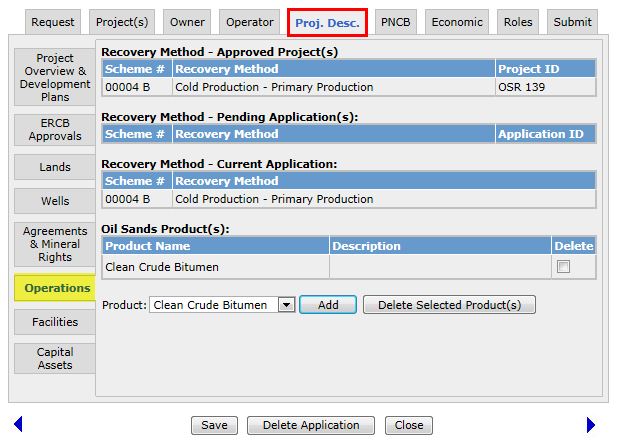 Request Project(s) Owner Operator Proj. Desc. PNCB Economic Roles Submit
Project
Overview &
Development
Plans
ERCB
Approvals
Lands
Wells
Agreements
& Mineral
Rights
Operations
Facilities
Capital
Assets
Recovery Method - Approved Project(s)
Scheme # Recovery Method Project ID
00004 B Cold Production - Primary Production OSR 139
Recovery Method - Pending Application(s):
Scheme # Recovery Method Application ID
Recovery Method - Current Application:
Scheme # Recovery Method
00004 B Cold Production - Primary Production
Oil Sands Product(s):
Product Name Description Delete
Clean Crude Bitumen
Product: Clean Crude Bitumen Add Delete Selected Product(s)
Save Delete Application Close